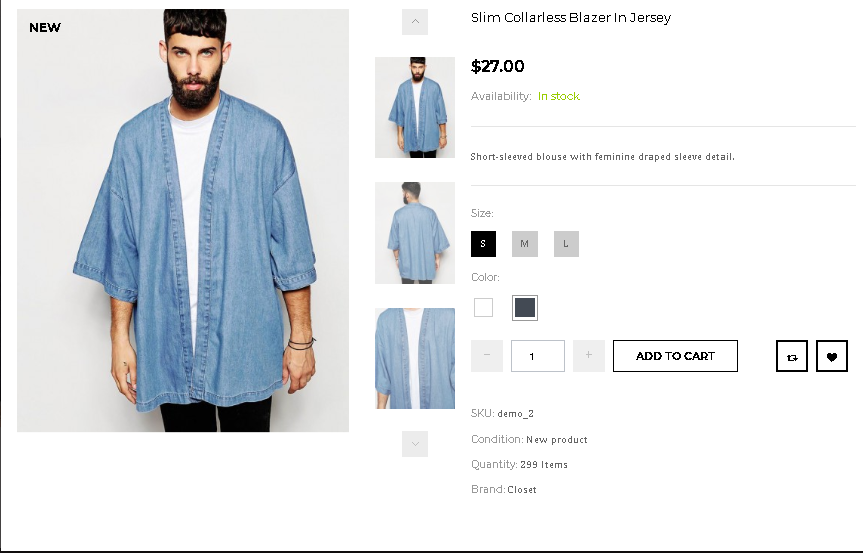 NEW
Slim Collarless Blazer In Jersey
$27.00
Availability: In stock
Short-sleeved blouse with feminine draped sleeve detail.
Size:
S M L
Color:
− 1 + ADD TO CART
SKU: demo_2
Condition: New product
Quantity: 299 Items
Brand: Closet